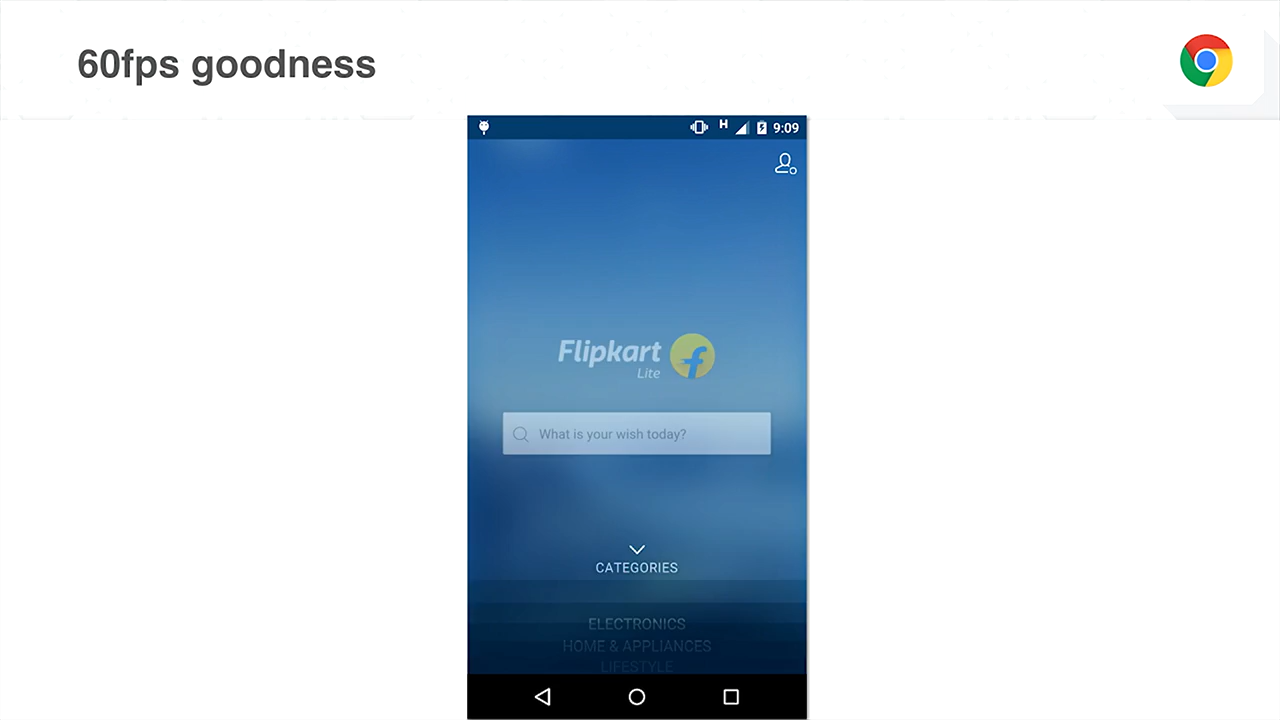 60fps goodness
H 9:09
Flipkart
Lite
What is your wish today?
CATEGORIES
ELECTRONICS
HOME & APPLIANCES
LIFESTYLE